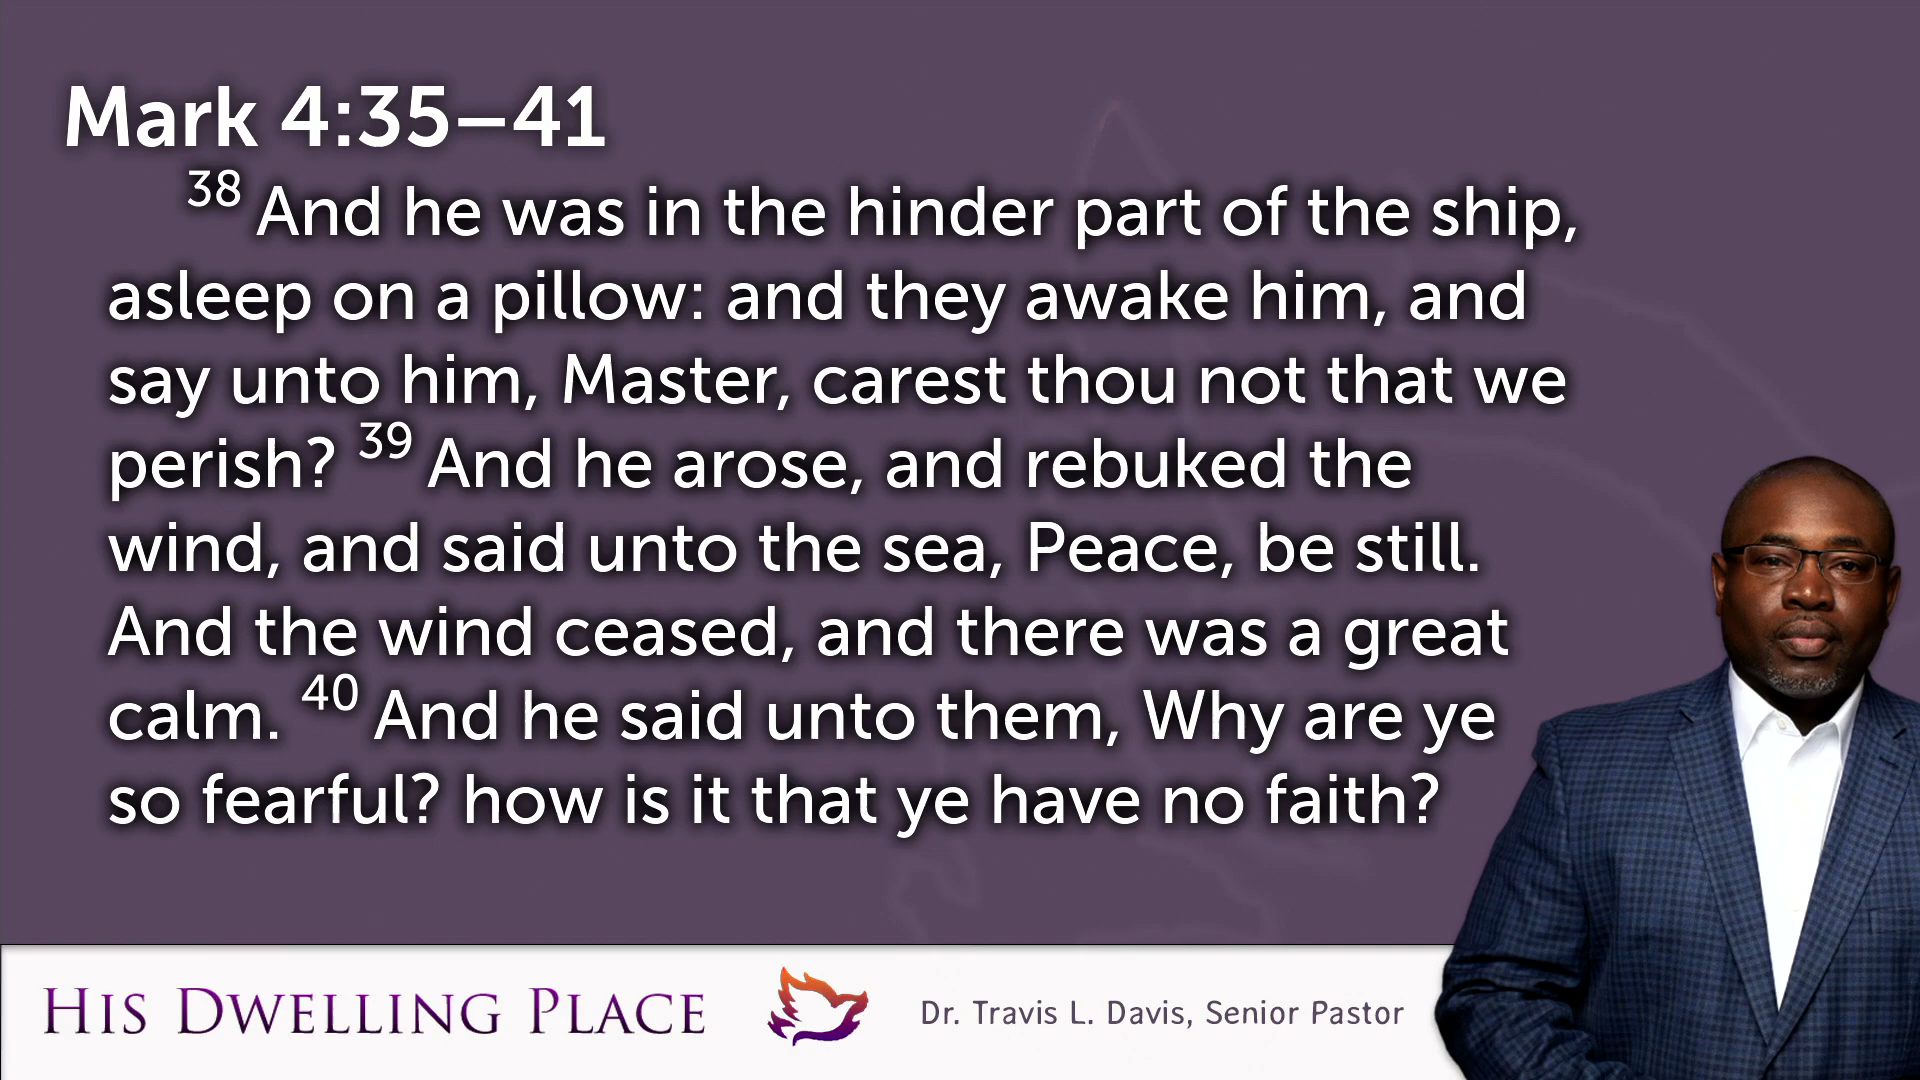 Mark 4:35–41
38 And he was in the hinder part of the ship,
asleep on a pillow: and they awake him, and
say unto him, Master, carest thou not that we
perish? 39 And he arose, and rebuked the
wind, and said unto the sea, Peace, be still.
And the wind ceased, and there was a great
calm. 40 And he said unto them, Why are ye
so fearful? how is it that ye have no faith?
HIS DWELLING PLACE
Dr. Travis L. Davis, Senior Pastor